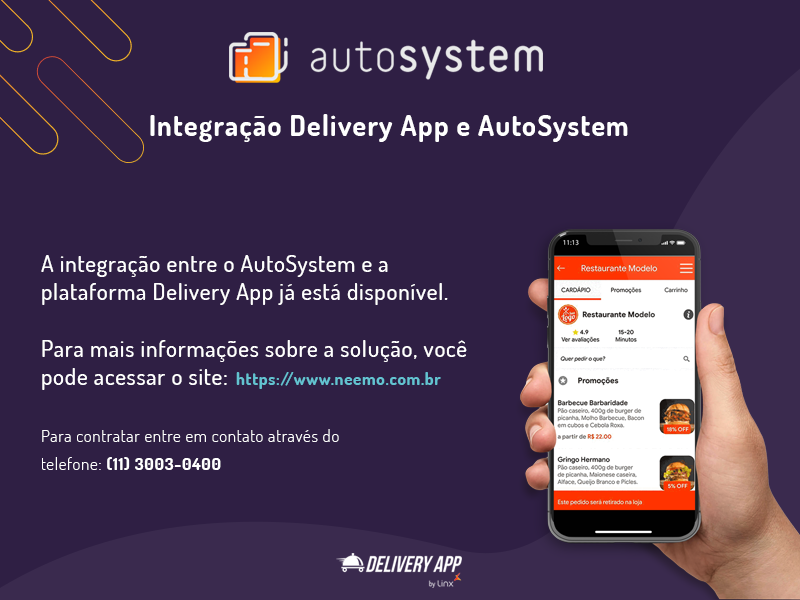 autosystem
Integração Delivery App e AutoSystem
A integração entre o AutoSystem e a
plataforma Delivery App já está disponível.
Para mais informações sobre a solução, você
pode acessar o site: https://www.neemo.com.br
Para contratar entre em contato através do
telefone: (11) 3003-0400
11:13
Restaurante Modelo
CARDÁPIO Promoções Carrinho
logo
Restaurante Modelo
4.9 15-20
Ver avaliações Minutos
Quer pedir o que?
Promoções
Barbecue Barbaridade
Pão caseiro, 400g de burger de
picanha, Molho Barbecue, Bacon
em cubos e Cebola Roxa.
a partir de R$ 22.00
15% OFF
Gringo Hermano
Pão caseiro, 400g de burger
de picanha, Maionese caseira,
Alface, Queijo Branco e Picles.
5% OFF
Este pedido será retirado na loja
DELIVERY APP
by Linx